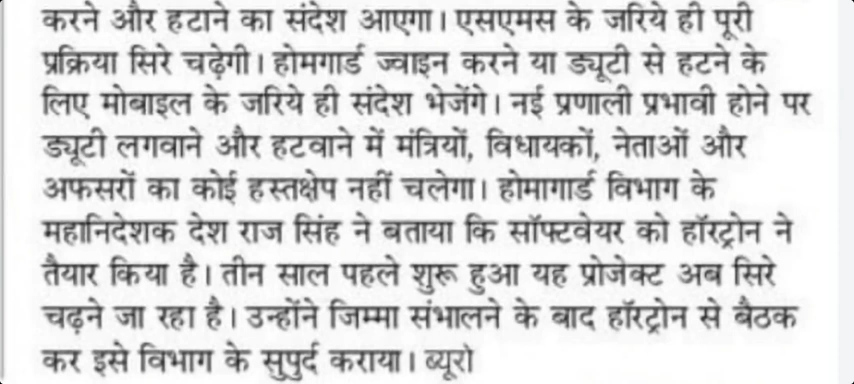 करने और हटाने का संदेश आएगा। एसएमस के जरिये ही पूरी
प्रक्रिया सिरे चढ़ेगी। होमगार्ड ज्वाइन करने या ड्यूटी से हटने के
लिए मोबाइल के जरिये ही संदेश भेजेंगे। नई प्रणाली प्रभावी होने पर
ड्यूटी लगवाने और हटवाने में मंत्रियों, विधायकों, नेताओं और
अफसरों का कोई हस्तक्षेप नहीं चलेगा। होमागार्ड विभाग के
महानिदेशक देश राज सिंह ने बताया कि सॉफ्टवेयर को हॉरट्रोन ने
तैयार किया है। तीन साल पहले शुरू हुआ यह प्रोजेक्ट अब सिरे
चढ़ने जा रहा है। उन्होंने जिम्मा संभालने के बाद हॉरट्रोन से बैठक
कर इसे विभाग के सुपुर्द कराया। ब्यूरो